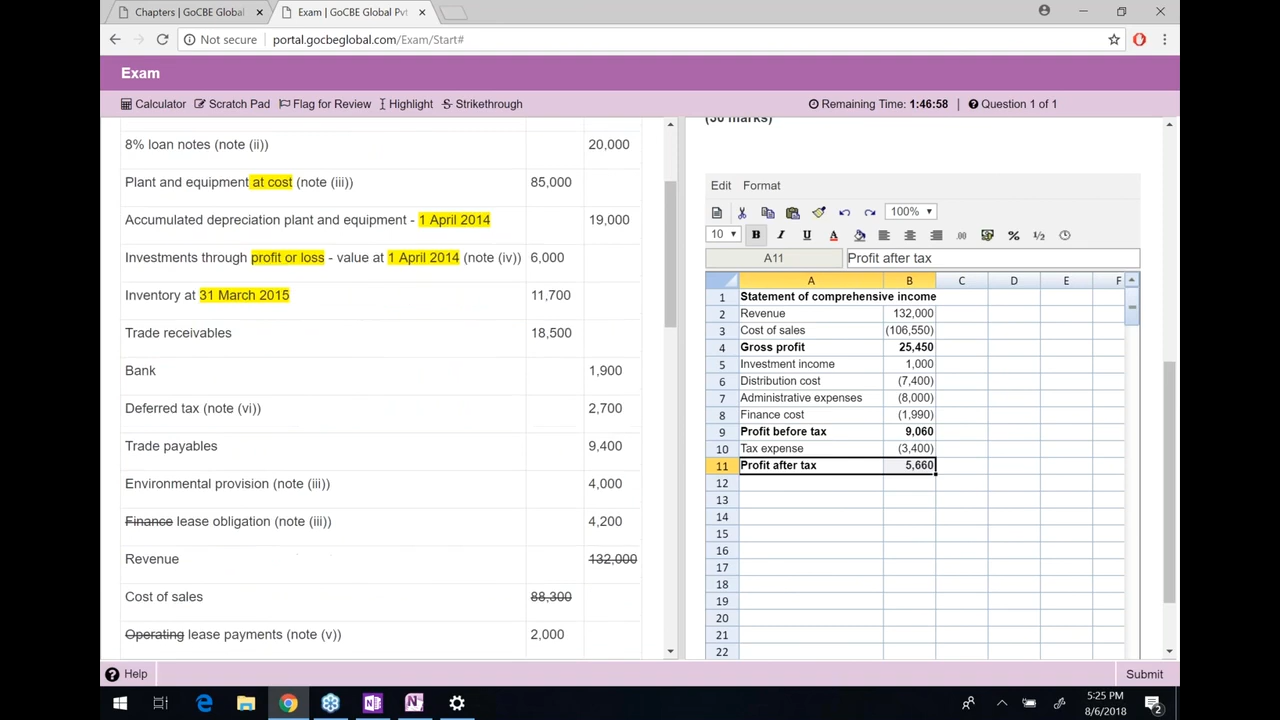 Chapters | GoCBE Global
Exam | GoCBE Global Pvt
Not secure portal.gocbeglobal.com/Exam/Start#
Exam
Calculator Scratch Pad Flag for Review Highlight Strikethrough Remaining Time: 1:46:58 Question 1 of 1
8% loan notes (note (ii)) 20,000
Plant and equipment at cost (note (iii)) 85,000
Accumulated depreciation plant and equipment - 1 April 2014 19,000
Investments through profit or loss - value at 1 April 2014 (note (iv)) 6,000
Inventory at 31 March 2015 11,700
Trade receivables 18,500
Bank 1,900
Deferred tax (note (vi)) 2,700
Trade payables 9,400
Environmental provision (note (iii)) 4,000
Finance lease obligation (note (iii)) 4,200
Revenue 132,000
Cost of sales 88,300
Operating lease payments (note (v)) 2,000
(30 marks)
Edit Format
100%
10 B I U A .00 % 1/2
A11 Profit after tax
A B C D E F
1 Statement of comprehensive income
2 Revenue 132,000
3 Cost of sales (106,550)
4 Gross profit 25,450
5 Investment income 1,000
6 Distribution cost (7,400)
7 Administrative expenses (8,000)
8 Finance cost (1,990)
9 Profit before tax 9,060
10 Tax expense (3,400)
11 Profit after tax 5,660
12
13
14
15
16
17
18
19
20
21
22
Help Submit
5:25 PM
8/6/2018
2